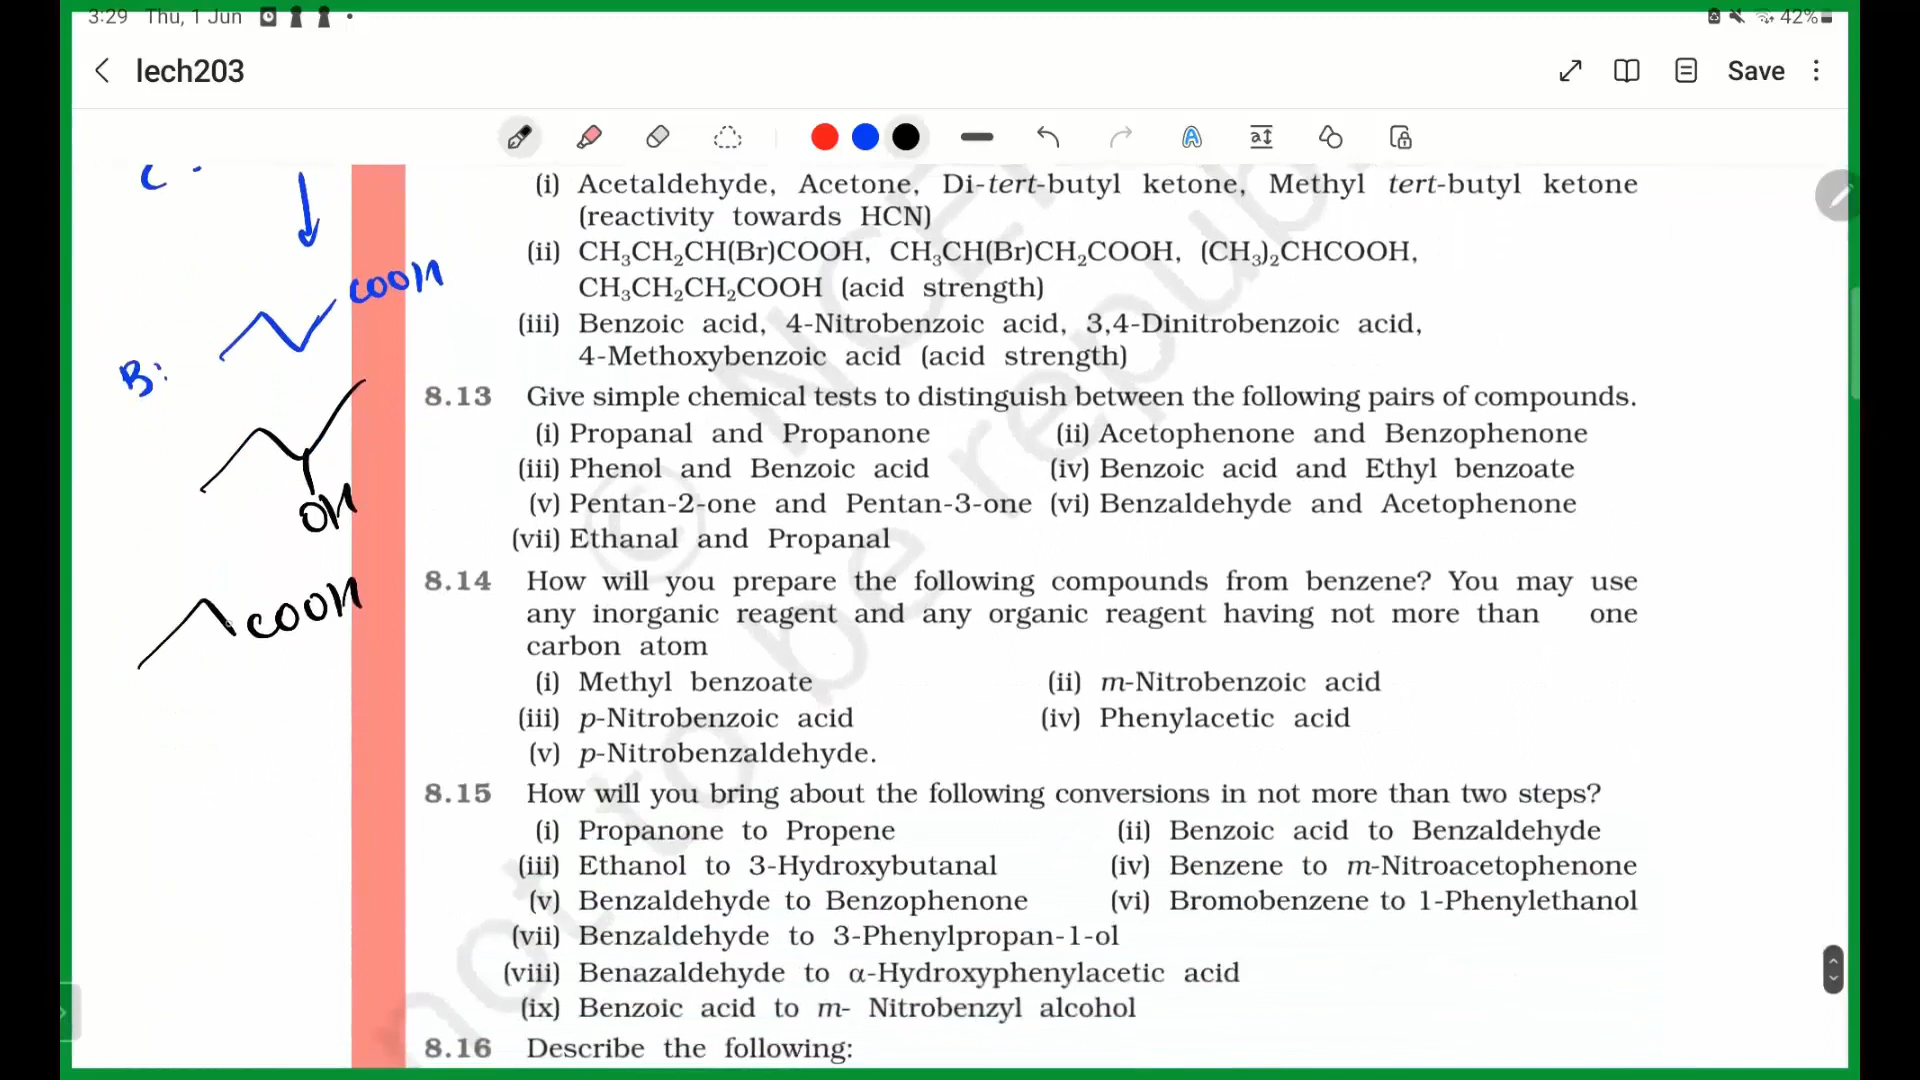 3:29 Thu, 1 Jun 42%
lech203 Save
C
(i) Acetaldehyde, Acetone, Di-tert-butyl ketone, Methyl tert-butyl ketone
(reactivity towards HCN)
(ii) CH₃CH₂CH(Br)COOH, CH₃CH(Br)CH₂COOH, (CH₃)₂CHCOOH,
CH₃CH₂CH₂COOH (acid strength)
COOH
(iii) Benzoic acid, 4-Nitrobenzoic acid, 3,4-Dinitrobenzoic acid,
4-Methoxybenzoic acid (acid strength)
B:
8.13 Give simple chemical tests to distinguish between the following pairs of compounds.
(i) Propanal and Propanone (ii) Acetophenone and Benzophenone
(iii) Phenol and Benzoic acid (iv) Benzoic acid and Ethyl benzoate
(v) Pentan-2-one and Pentan-3-one (vi) Benzaldehyde and Acetophenone
OH
(vii) Ethanal and Propanal
8.14 How will you prepare the following compounds from benzene? You may use
any inorganic reagent and any organic reagent having not more than one
COOH
carbon atom
(i) Methyl benzoate (ii) m-Nitrobenzoic acid
(iii) p-Nitrobenzoic acid (iv) Phenylacetic acid
(v) p-Nitrobenzaldehyde.
8.15 How will you bring about the following conversions in not more than two steps?
(i) Propanone to Propene (ii) Benzoic acid to Benzaldehyde
(iii) Ethanol to 3-Hydroxybutanal (iv) Benzene to m-Nitroacetophenone
(v) Benzaldehyde to Benzophenone (vi) Bromobenzene to 1-Phenylethanol
(vii) Benzaldehyde to 3-Phenylpropan-1-ol
(viii) Benazaldehyde to α-Hydroxyphenylacetic acid
(ix) Benzoic acid to m- Nitrobenzyl alcohol
8.16 Describe the following:
© NCE
not to be republi